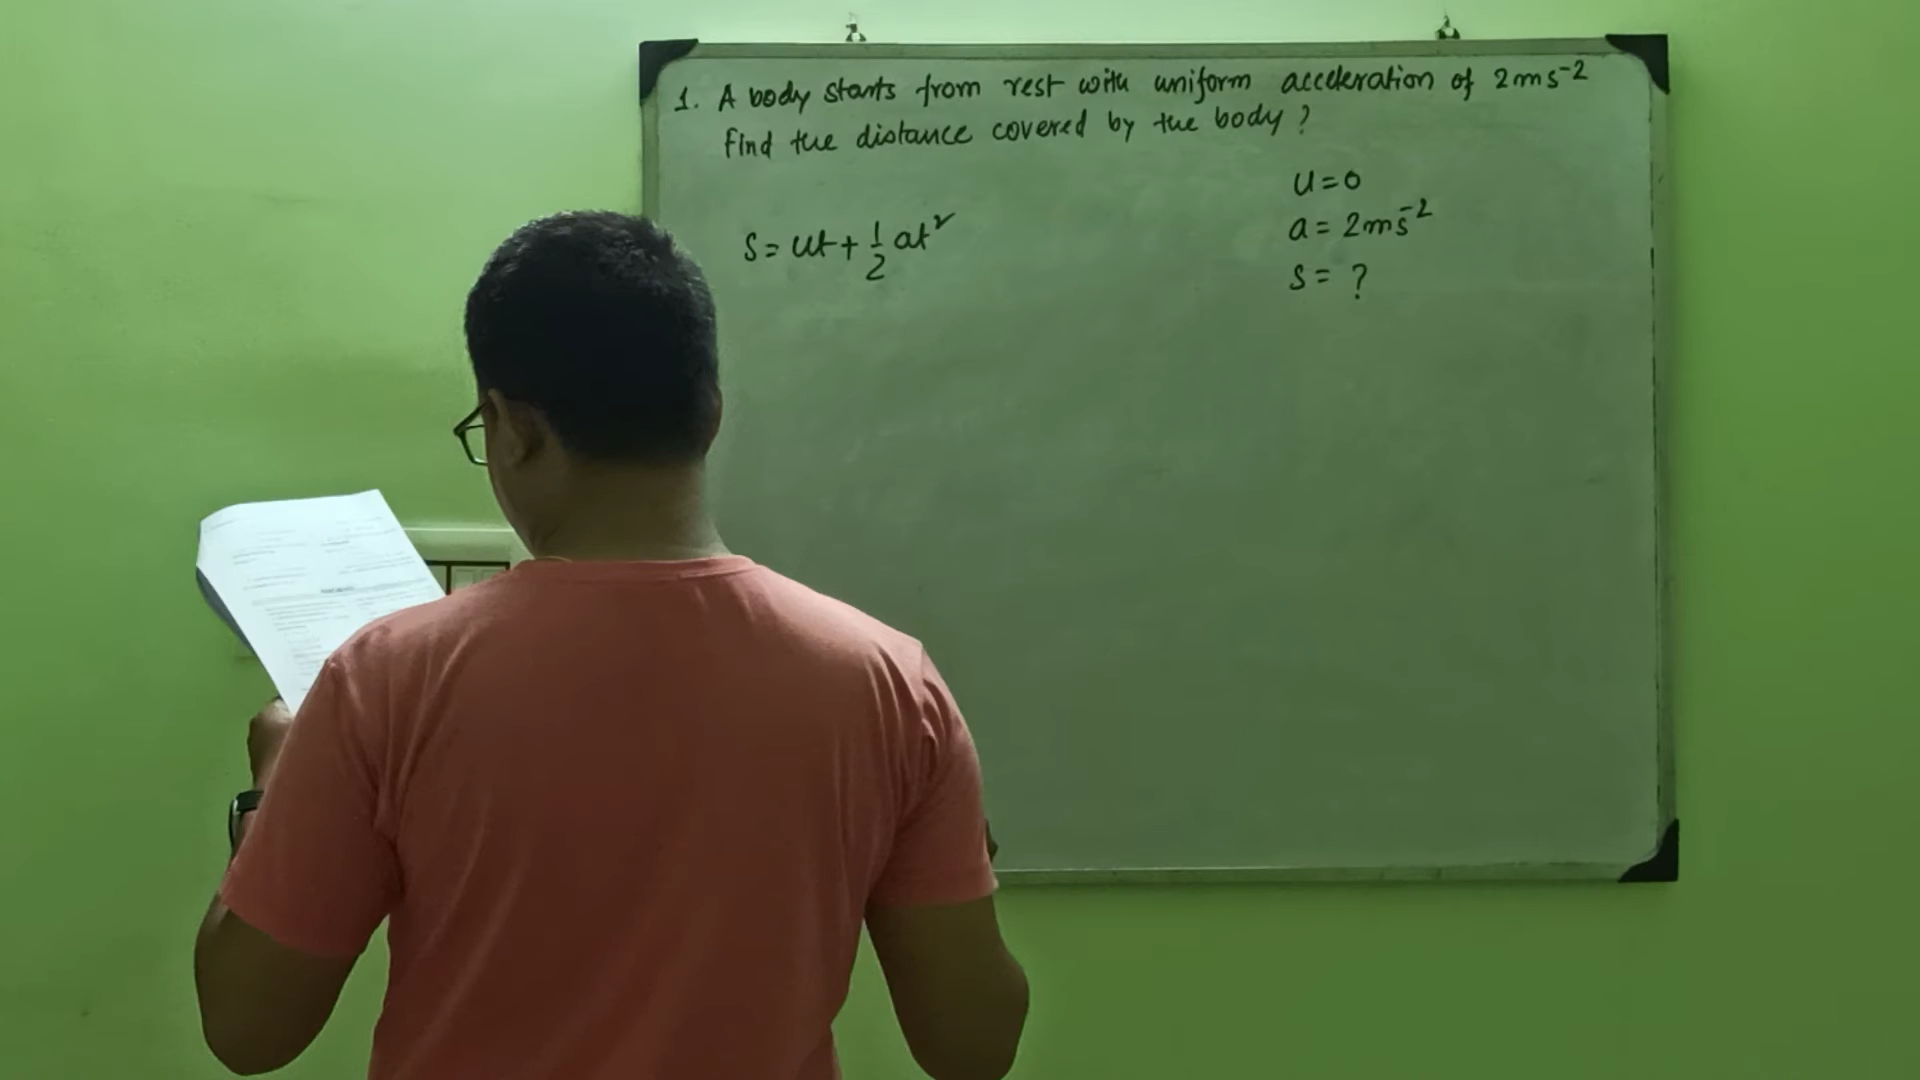 1. A body starts from rest with uniform acceleration of 2ms⁻²
Find the distance covered by the body?
S = ut + 1/2 at²
u = 0
a = 2ms⁻²
S = ?